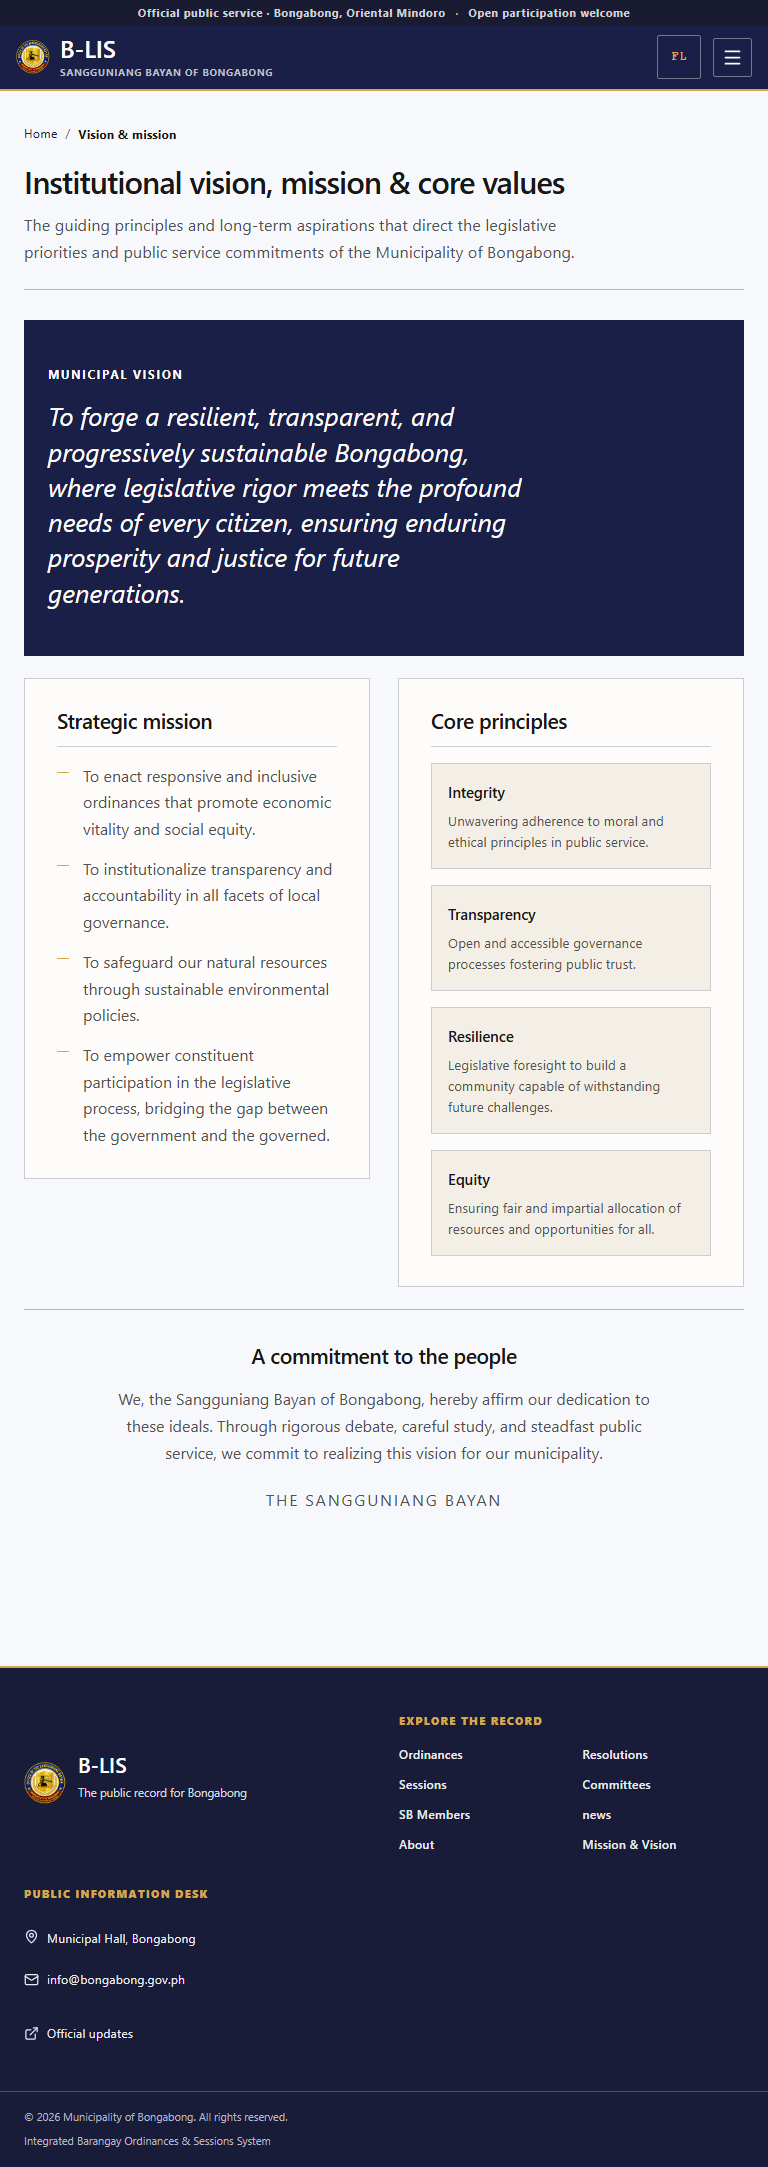 Official public service · Bongabong, Oriental Mindoro · Open participation welcome
B-LIS
SANGGUNIANG BAYAN OF BONGABONG
FL
Home / Vision & mission
Institutional vision, mission & core values
The guiding principles and long-term aspirations that direct the legislative
priorities and public service commitments of the Municipality of Bongabong.
MUNICIPAL VISION
To forge a resilient, transparent, and
progressively sustainable Bongabong,
where legislative rigor meets the profound
needs of every citizen, ensuring enduring
prosperity and justice for future
generations.
Strategic mission
To enact responsive and inclusive
ordinances that promote economic
vitality and social equity.
To institutionalize transparency and
accountability in all facets of local
governance.
To safeguard our natural resources
through sustainable environmental
policies.
To empower constituent
participation in the legislative
process, bridging the gap between
the government and the governed.
Core principles
Integrity
Unwavering adherence to moral and
ethical principles in public service.
Transparency
Open and accessible governance
processes fostering public trust.
Resilience
Legislative foresight to build a
community capable of withstanding
future challenges.
Equity
Ensuring fair and impartial allocation of
resources and opportunities for all.
A commitment to the people
We, the Sangguniang Bayan of Bongabong, hereby affirm our dedication to
these ideals. Through rigorous debate, careful study, and steadfast public
service, we commit to realizing this vision for our municipality.
THE SANGGUNIANG BAYAN
B-LIS
The public record for Bongabong
EXPLORE THE RECORD
Ordinances
Resolutions
Sessions
Committees
SB Members
news
About
Mission & Vision
PUBLIC INFORMATION DESK
Municipal Hall, Bongabong
info@bongabong.gov.ph
Official updates
© 2026 Municipality of Bongabong. All rights reserved.
Integrated Barangay Ordinances & Sessions System